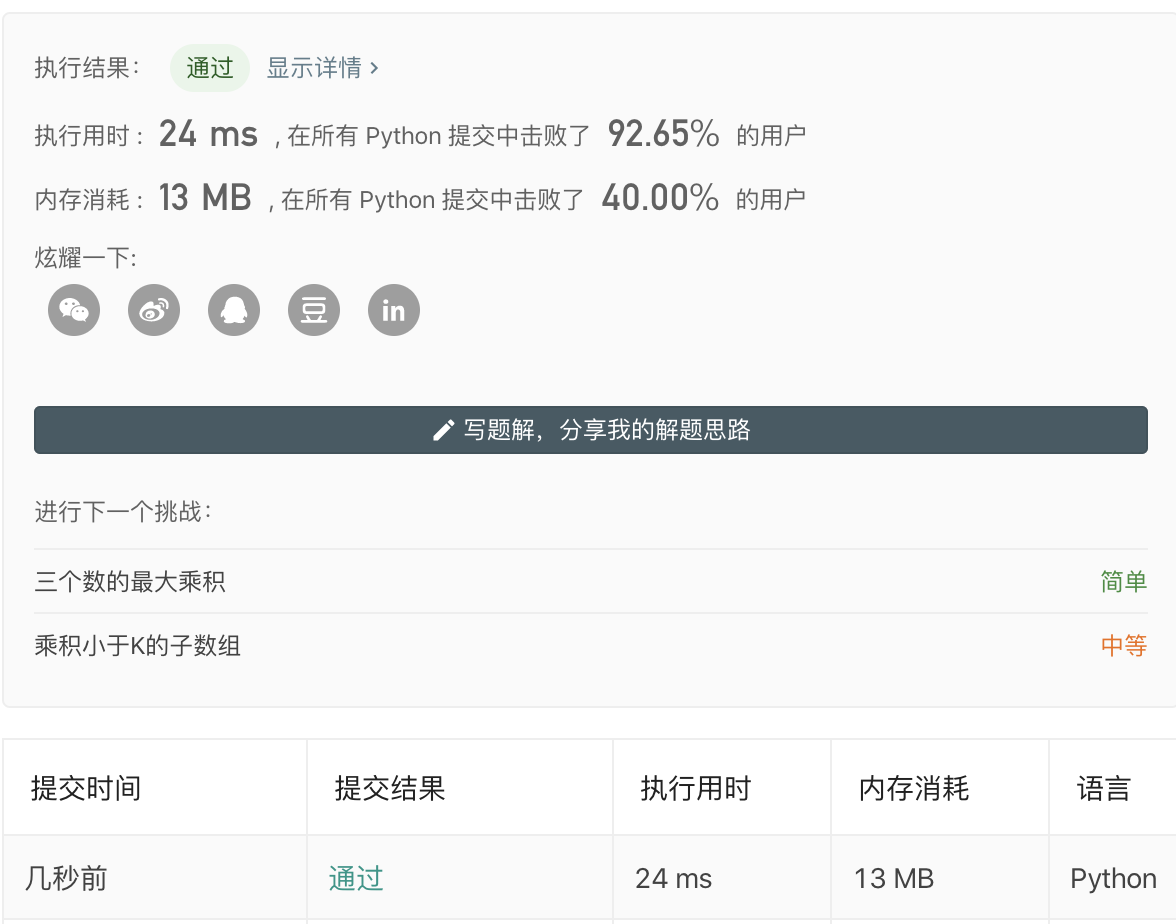 执行结果： 通过 显示详情 ›
执行用时 : 24 ms , 在所有 Python 提交中击败了 92.65% 的用户
内存消耗 : 13 MB , 在所有 Python 提交中击败了 40.00% 的用户
炫耀一下:
豆 in
写题解，分享我的解题思路
进行下一个挑战：
三个数的最大乘积 简单
乘积小于K的子数组 中等
提交时间 提交结果 执行用时 内存消耗 语言
几秒前 通过 24 ms 13 MB Python